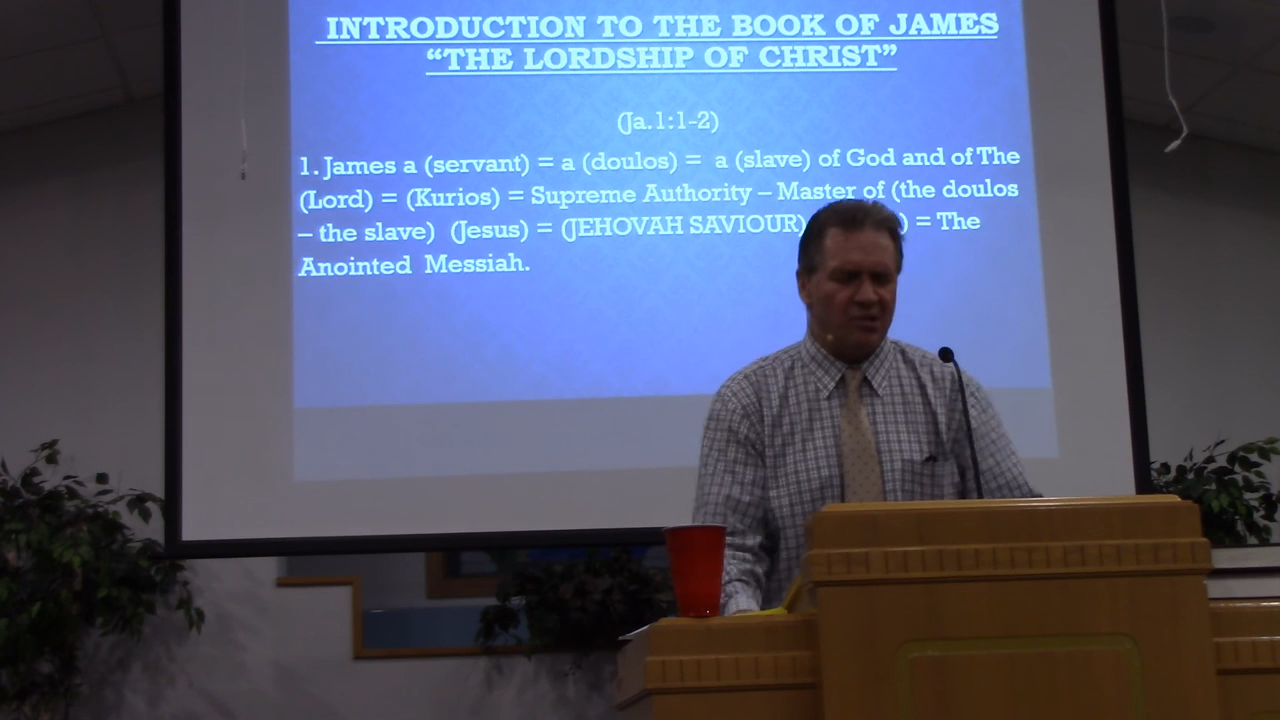 INTRODUCTION TO THE BOOK OF JAMES
“THE LORDSHIP OF CHRIST”
(Ja.1:1-2)
1. James a (servant) = a (doulos) = a (slave) of God and of The
(Lord) = (Kurios) = Supreme Authority – Master of (the doulos
– the slave) (Jesus) = (JEHOVAH SAVIOUR) ) = The
Anointed Messiah.